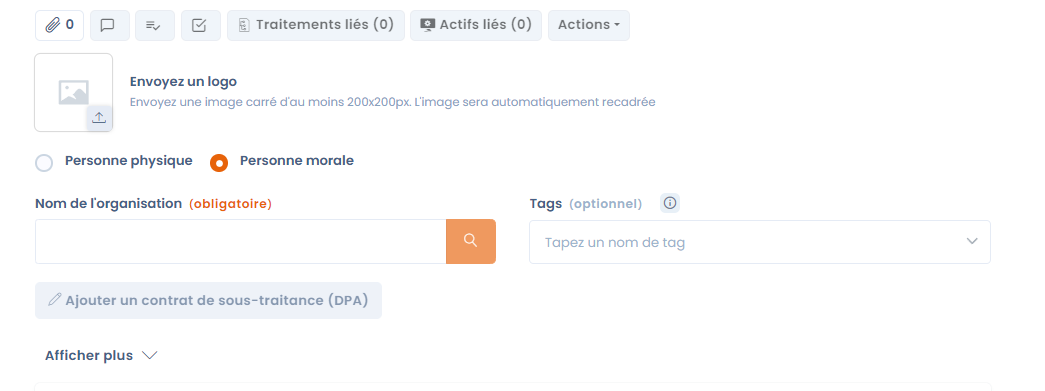 0 Traitements liés (0) Actifs liés (0) Actions
Envoyez un logo
Envoyez une image carré d'au moins 200x200px. L'image sera automatiquement recadrée
Personne physique Personne morale
Nom de l'organisation (obligatoire) Tags (optionnel)
Tapez un nom de tag
Ajouter un contrat de sous-traitance (DPA)
Afficher plus